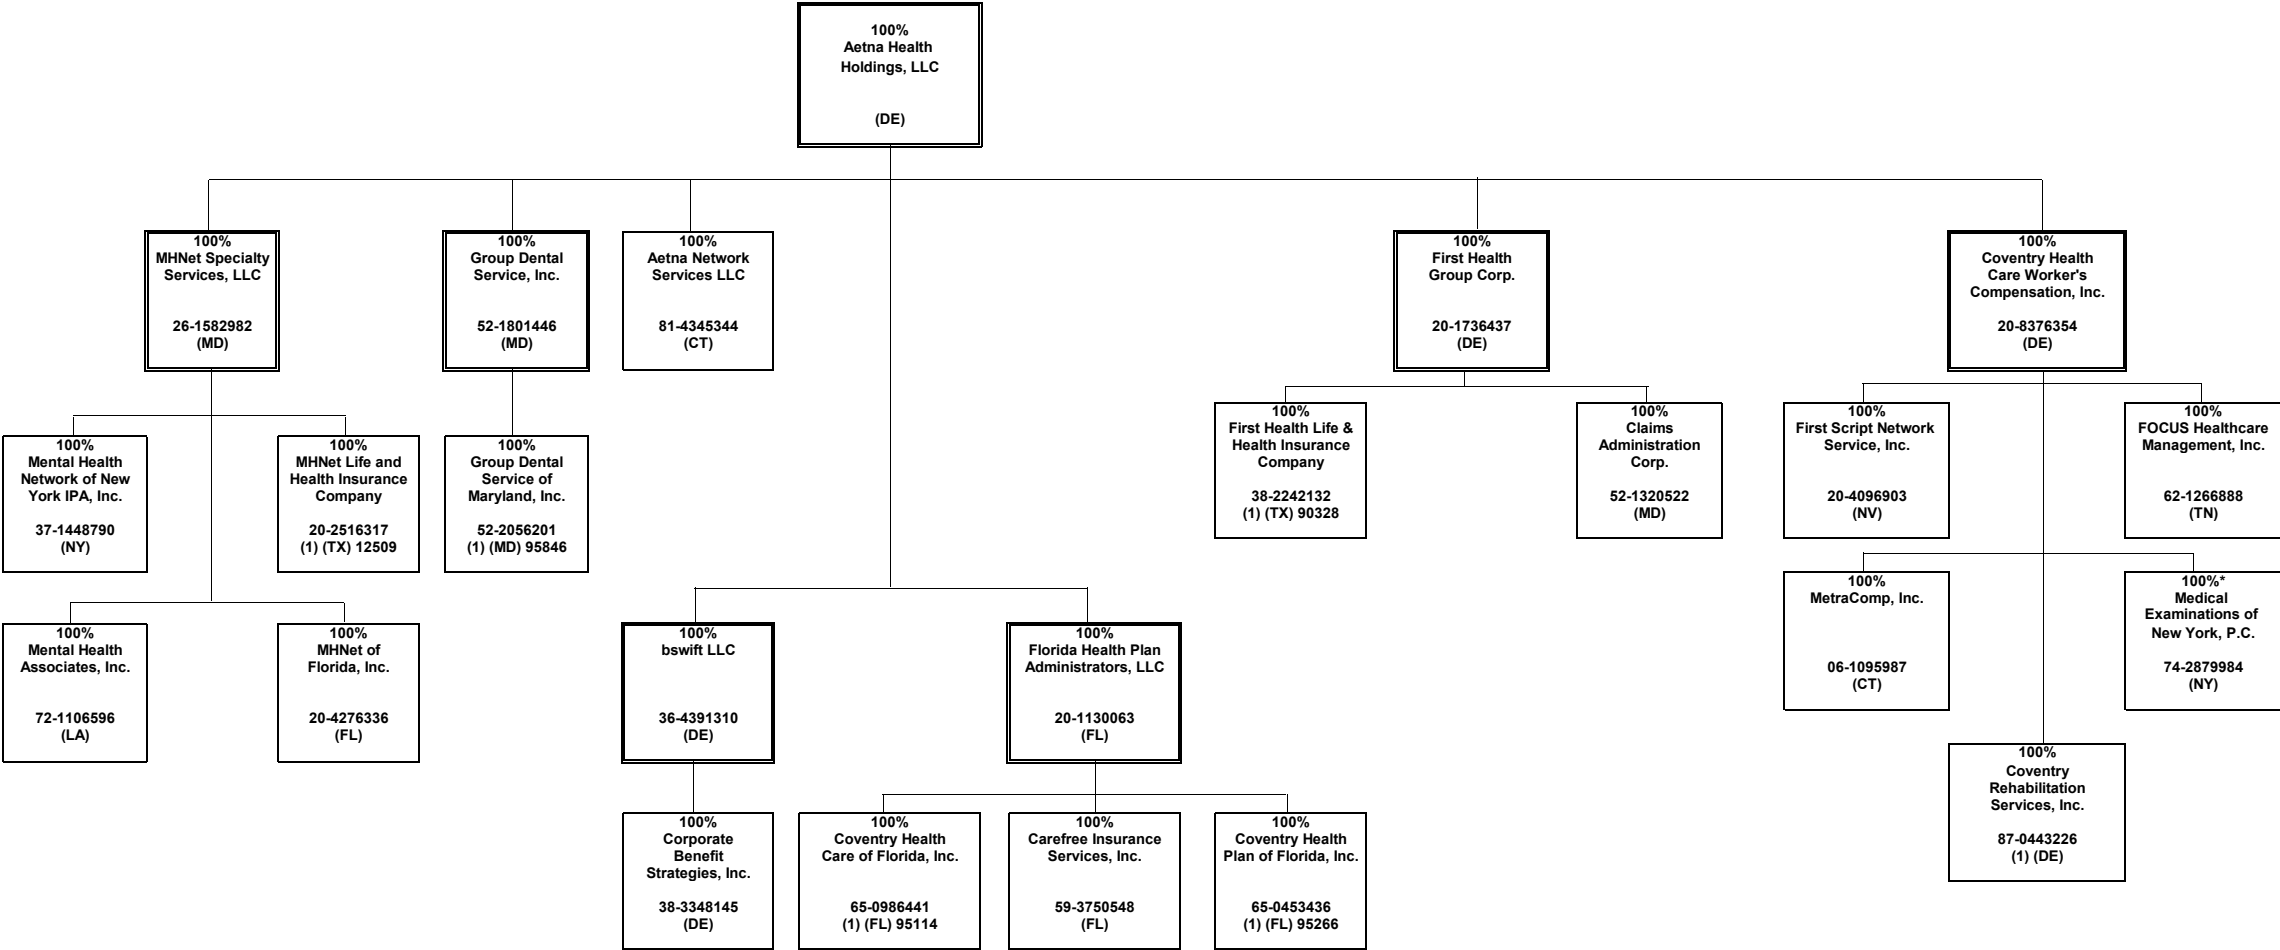 100%
Aetna Health
Holdings, LLC
(DE)
100%
MHNet Specialty
Services, LLC
26-1582982
(MD)
100%
Group Dental
Service, Inc.
52-1801446
(MD)
100%
Aetna Network
Services LLC
81-4345344
(CT)
100%
First Health
Group Corp.
20-1736437
(DE)
100%
Coventry Health
Care Worker's
Compensation, Inc.
20-8376354
(DE)
100%
Mental Health
Network of New
York IPA, Inc.
37-1448790
(NY)
100%
MHNet Life and
Health Insurance
Company
20-2516317
(1) (TX) 12509
100%
Group Dental
Service of
Maryland, Inc.
52-2056201
(1) (MD) 95846
100%
First Health Life &
Health Insurance
Company
38-2242132
(1) (TX) 90328
100%
Claims
Administration
Corp.
52-1320522
(MD)
100%
First Script Network
Service, Inc.
20-4096903
(NV)
100%
FOCUS Healthcare
Management, Inc.
62-1266888
(TN)
100%
MetraComp, Inc.
06-1095987
(CT)
100%*
Medical
Examinations of
New York, P.C.
74-2879984
(NY)
100%
Mental Health
Associates, Inc.
72-1106596
(LA)
100%
MHNet of
Florida, Inc.
20-4276336
(FL)
100%
bswift LLC
36-4391310
(DE)
100%
Florida Health Plan
Administrators, LLC
20-1130063
(FL)
100%
Coventry
Rehabilitation
Services, Inc.
87-0443226
(1) (DE)
100%
Corporate
Benefit
Strategies, Inc.
38-3348145
(DE)
100%
Coventry Health
Care of Florida, Inc.
65-0986441
(1) (FL) 95114
100%
Carefree Insurance
Services, Inc.
59-3750548
(FL)
100%
Coventry Health
Plan of Florida, Inc.
65-0453436
(1) (FL) 95266